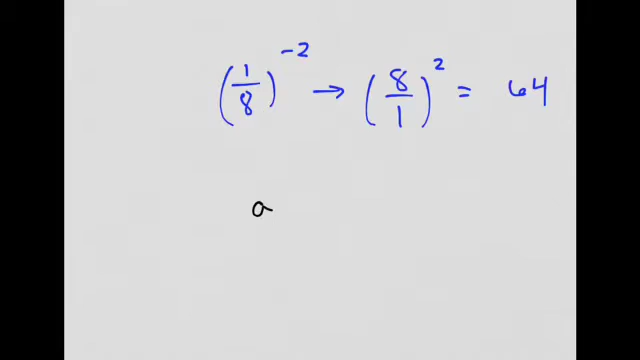 (1/8)^-2 → (8/1)^2 = 64
a